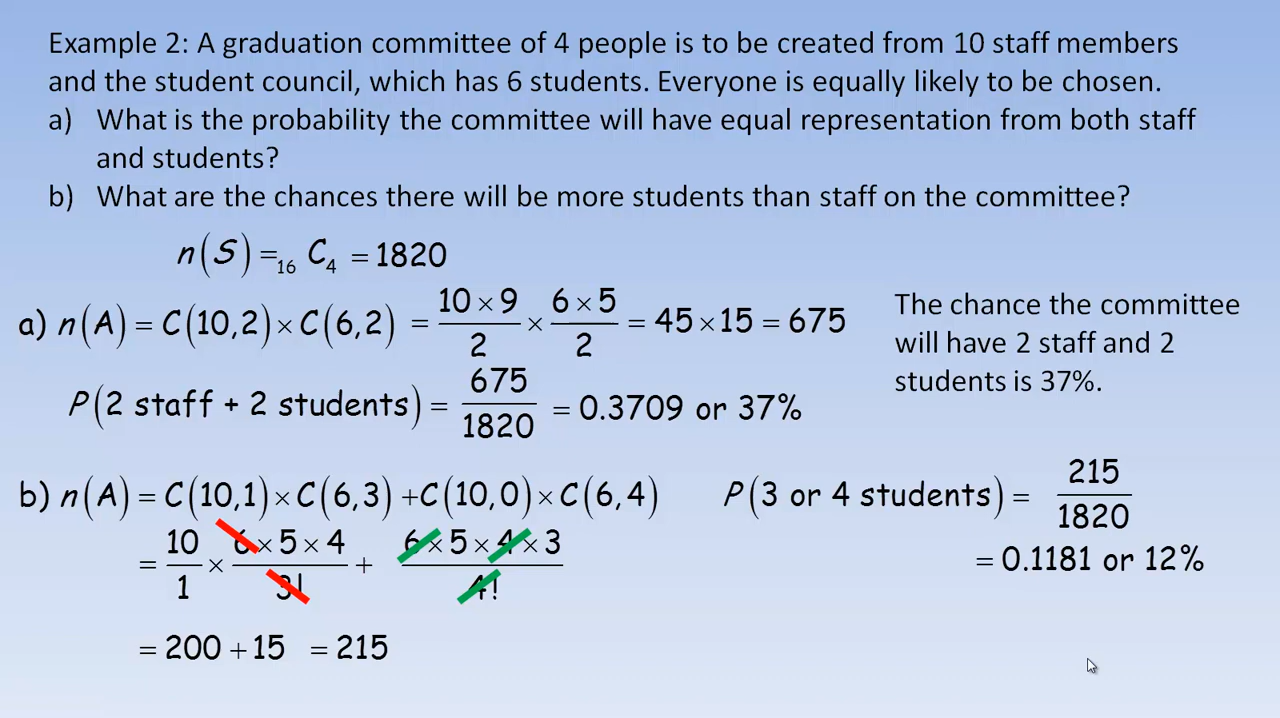 Example 2: A graduation committee of 4 people is to be created from 10 staff members
and the student council, which has 6 students. Everyone is equally likely to be chosen.
a) What is the probability the committee will have equal representation from both staff
and students?
b) What are the chances there will be more students than staff on the committee?
n(S) = ₁₆C₄ = 1820
a) n(A) = C(10,2) × C(6,2) = (10 × 9)/2 × (6 × 5)/2 = 45 × 15 = 675
The chance the committee
will have 2 staff and 2
students is 37%.
P(2 staff + 2 students) = 675/1820 = 0.3709 or 37%
b) n(A) = C(10,1) × C(6,3) + C(10,0) × C(6,4)
= 10/1 × (6 × 5 × 4)/3! + (6 × 5 × 4 × 3)/4!
= 200 + 15 = 215
P(3 or 4 students) = 215/1820
= 0.1181 or 12%